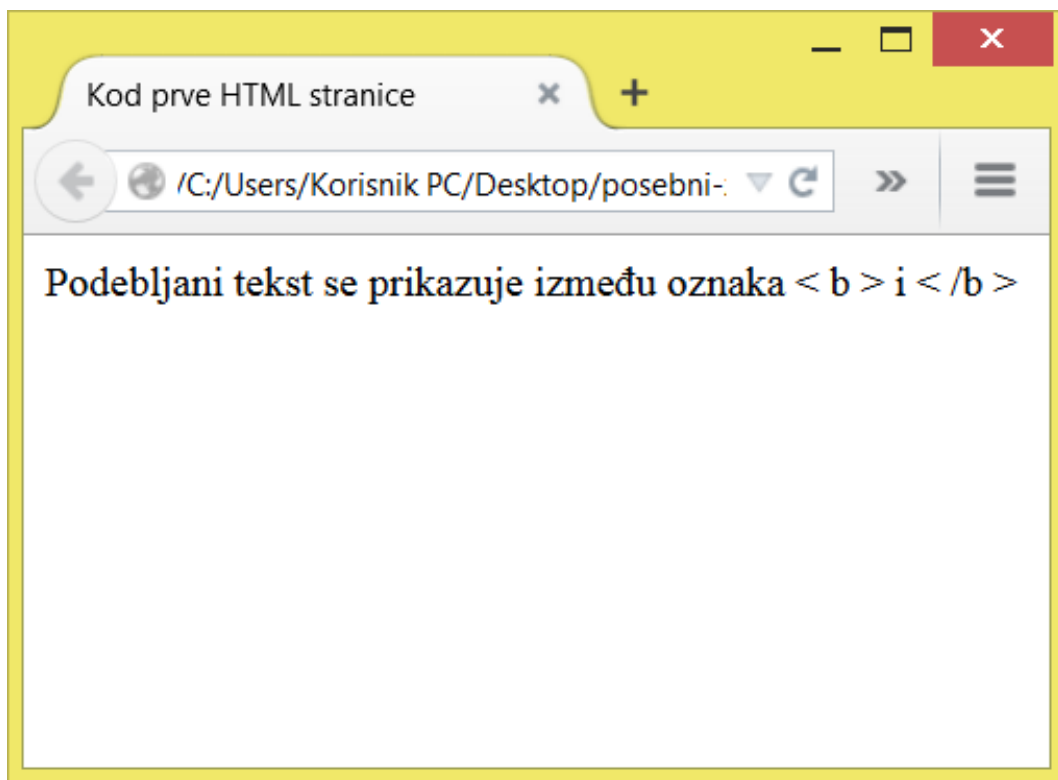 Kod prve HTML stranice
/C:/Users/Korisnik PC/Desktop/posebni-
Podebljani tekst se prikazuje između oznaka < b > i < /b >